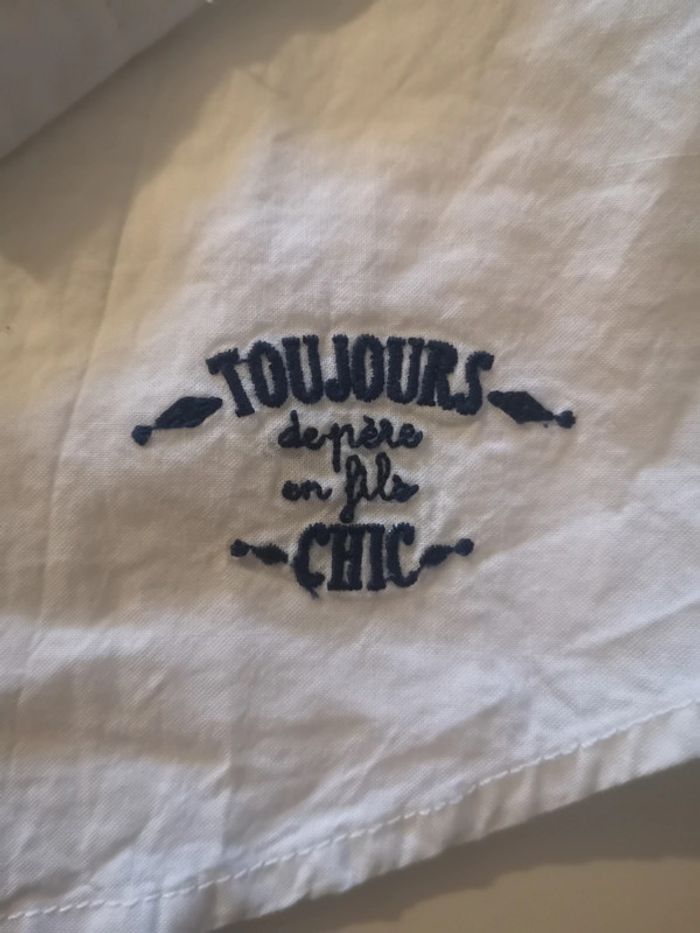 TOUJOURS
de père
en fils
CHIC